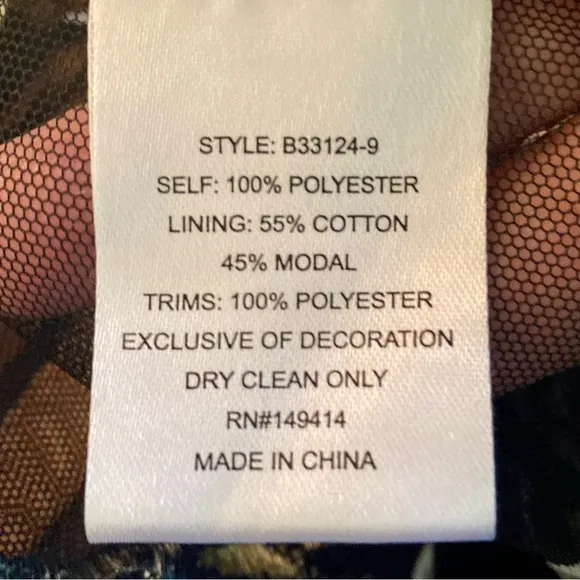 STYLE: B33124-9
SELF: 100% POLYESTER
LINING: 55% COTTON
45% MODAL
TRIMS: 100% POLYESTER
EXCLUSIVE OF DECORATION
DRY CLEAN ONLY
RN#149414
MADE IN CHINA